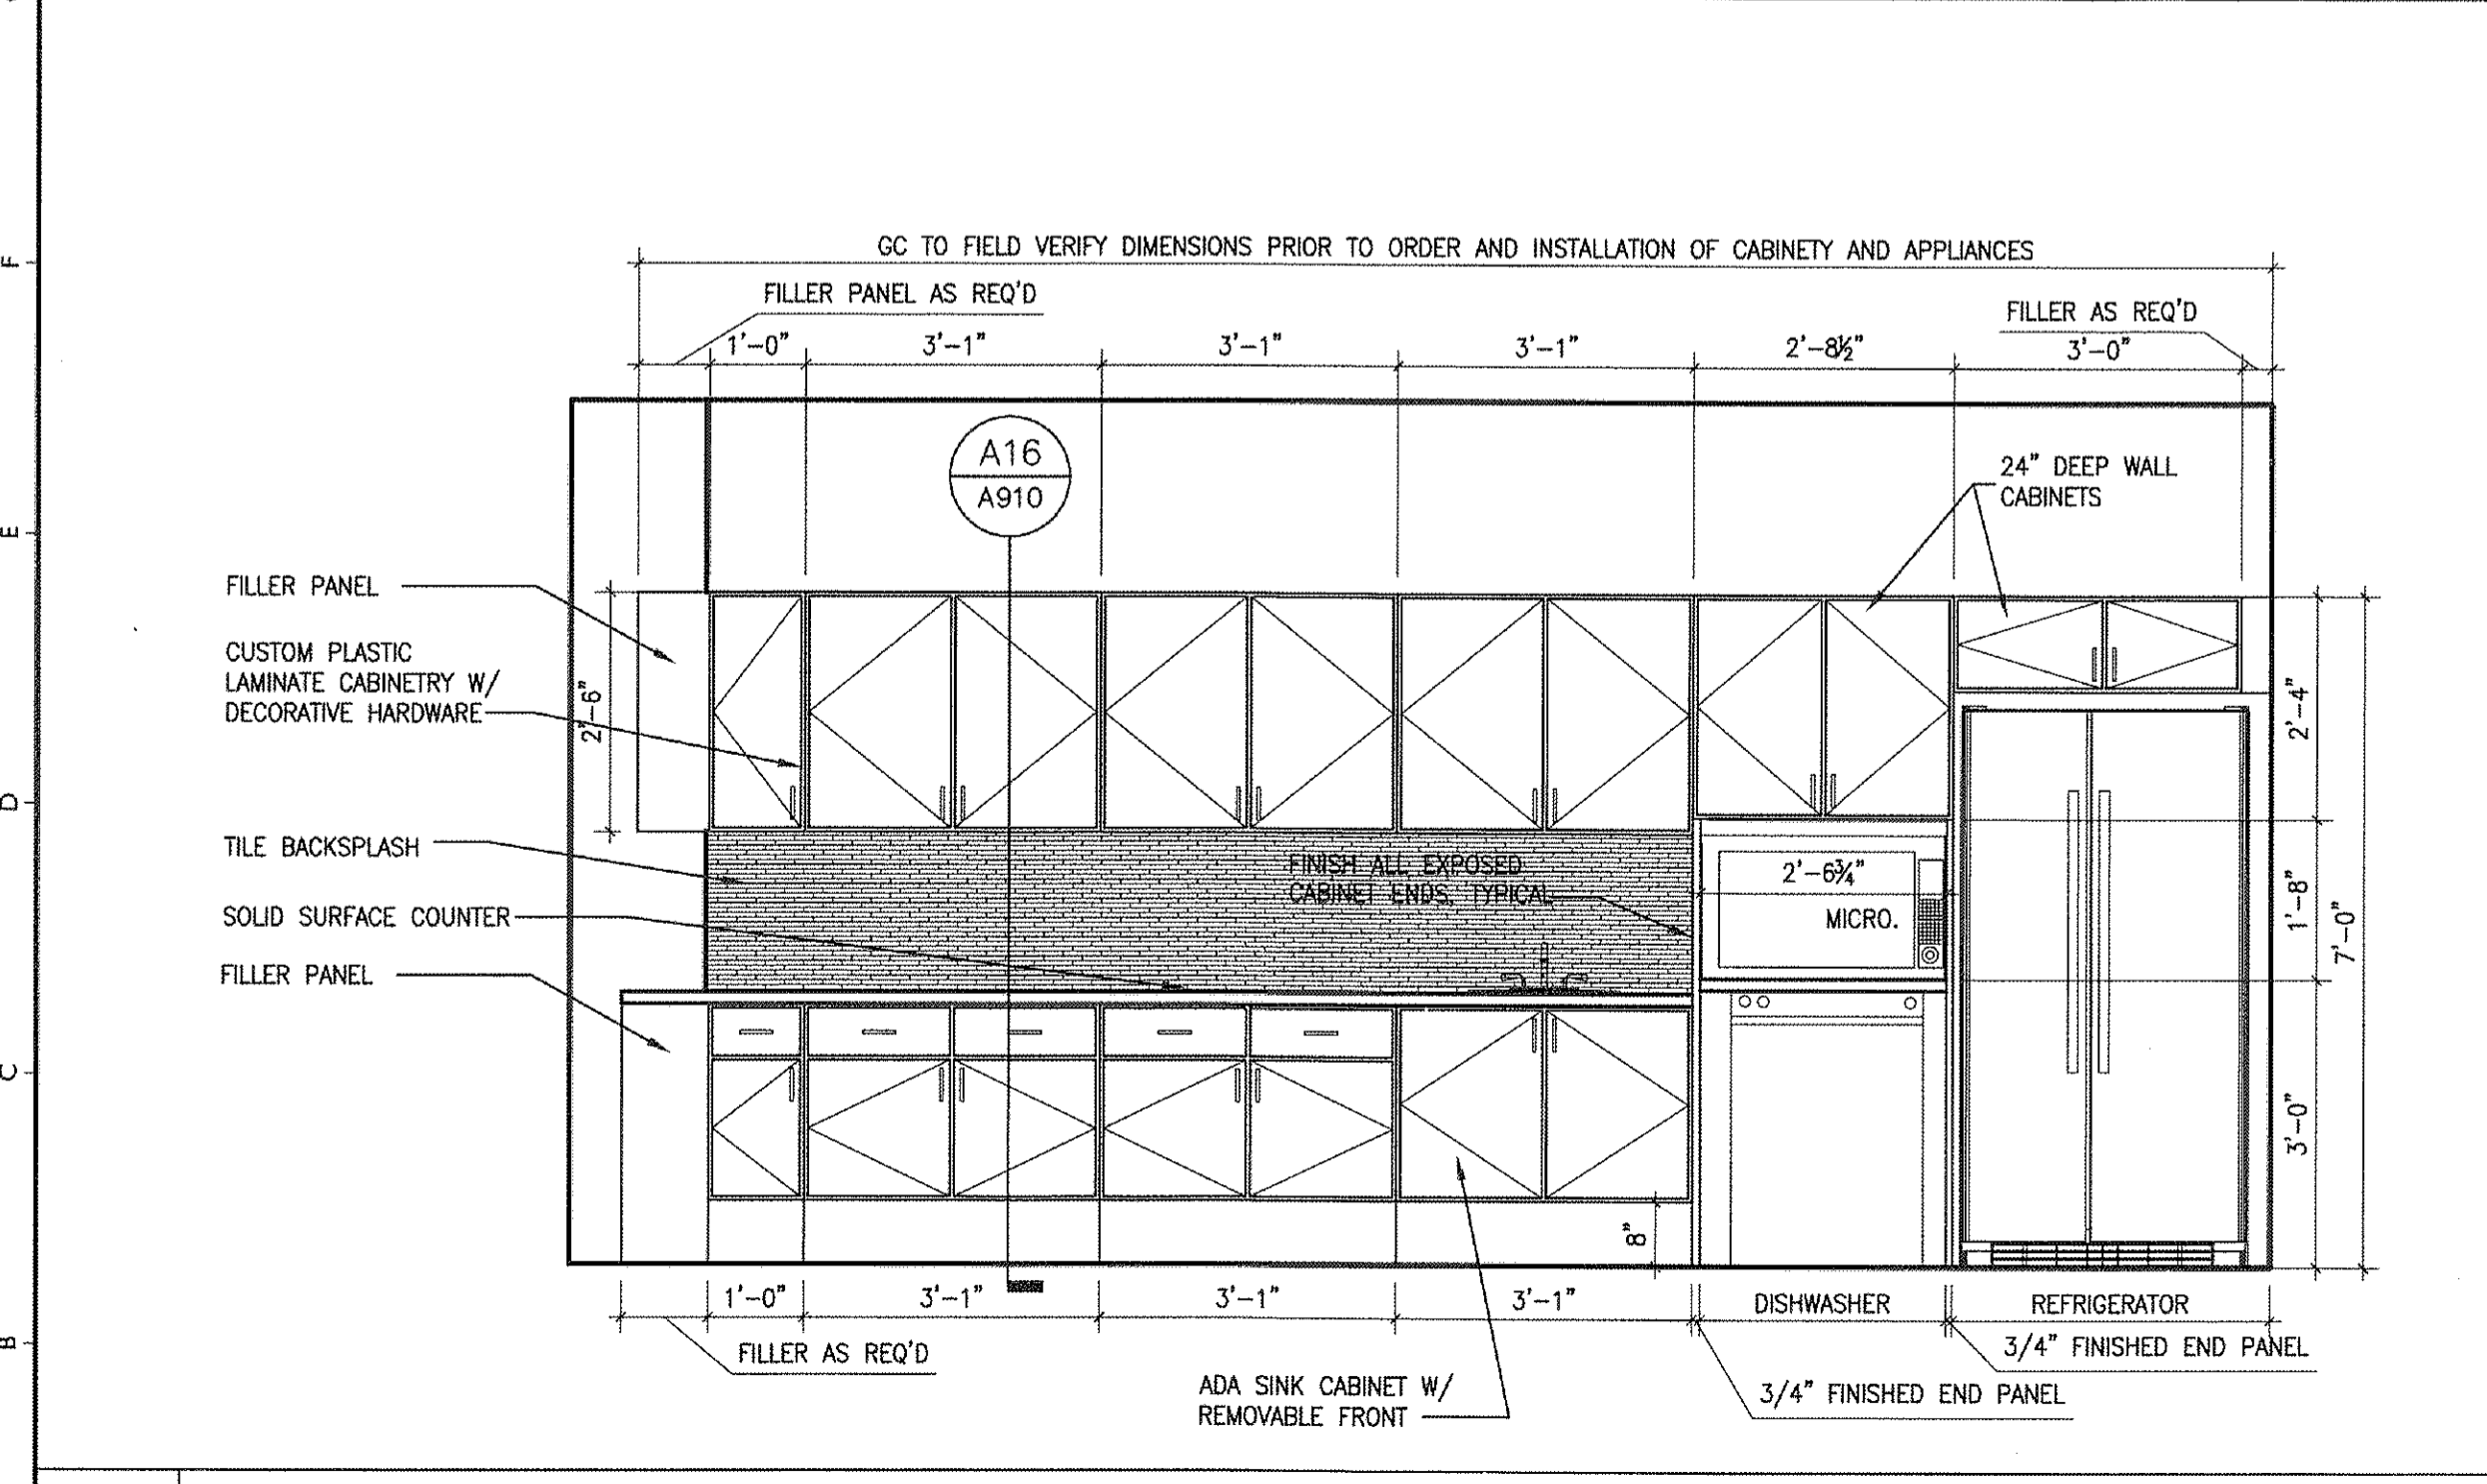 GC TO FIELD VERIFY DIMENSIONS PRIOR TO ORDER AND INSTALLATION OF CABINETY AND APPLIANCES
FILLER PANEL AS REQ'D
FILLER AS REQ'D
1'-0"
3'-1"
3'-1"
3'-1"
2'-8½"
3'-0"
F
A16
A910
24" DEEP WALL
CABINETS
E
FILLER PANEL
CUSTOM PLASTIC
LAMINATE CABINETRY W/
DECORATIVE HARDWARE
2'-6"
2'-4"
D
TILE BACKSPLASH
FINISH ALL EXPOSED
CABINET ENDS, TYPICAL
2'-6¾"
MICRO.
1'-8"
7'-0"
SOLID SURFACE COUNTER
FILLER PANEL
C
3'-0"
8"
1'-0"
3'-1"
3'-1"
3'-1"
DISHWASHER
REFRIGERATOR
B
FILLER AS REQ'D
3/4" FINISHED END PANEL
ADA SINK CABINET W/
REMOVABLE FRONT
3/4" FINISHED END PANEL